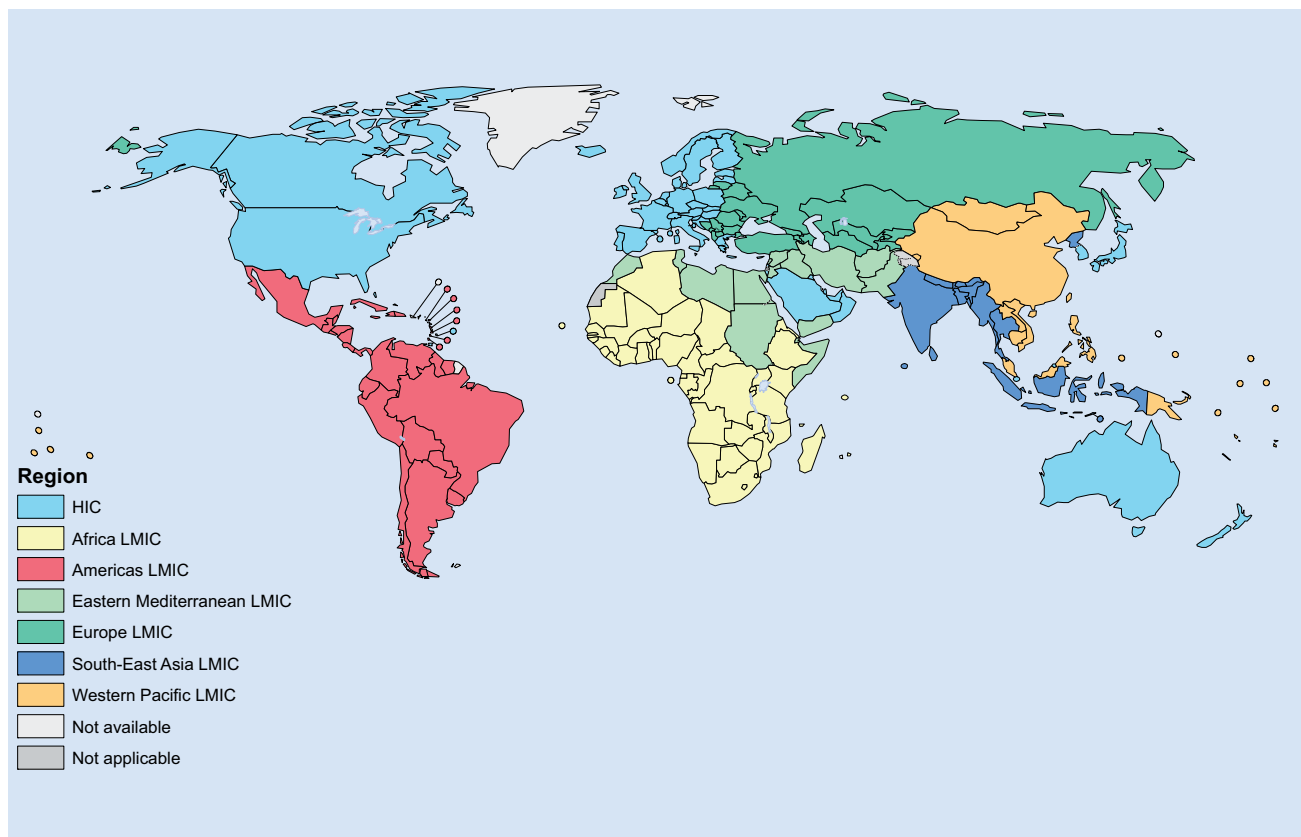 Region
HIC
Africa LMIC
Americas LMIC
Eastern Mediterranean LMIC
Europe LMIC
South-East Asia LMIC
Western Pacific LMIC
Not available
Not applicable